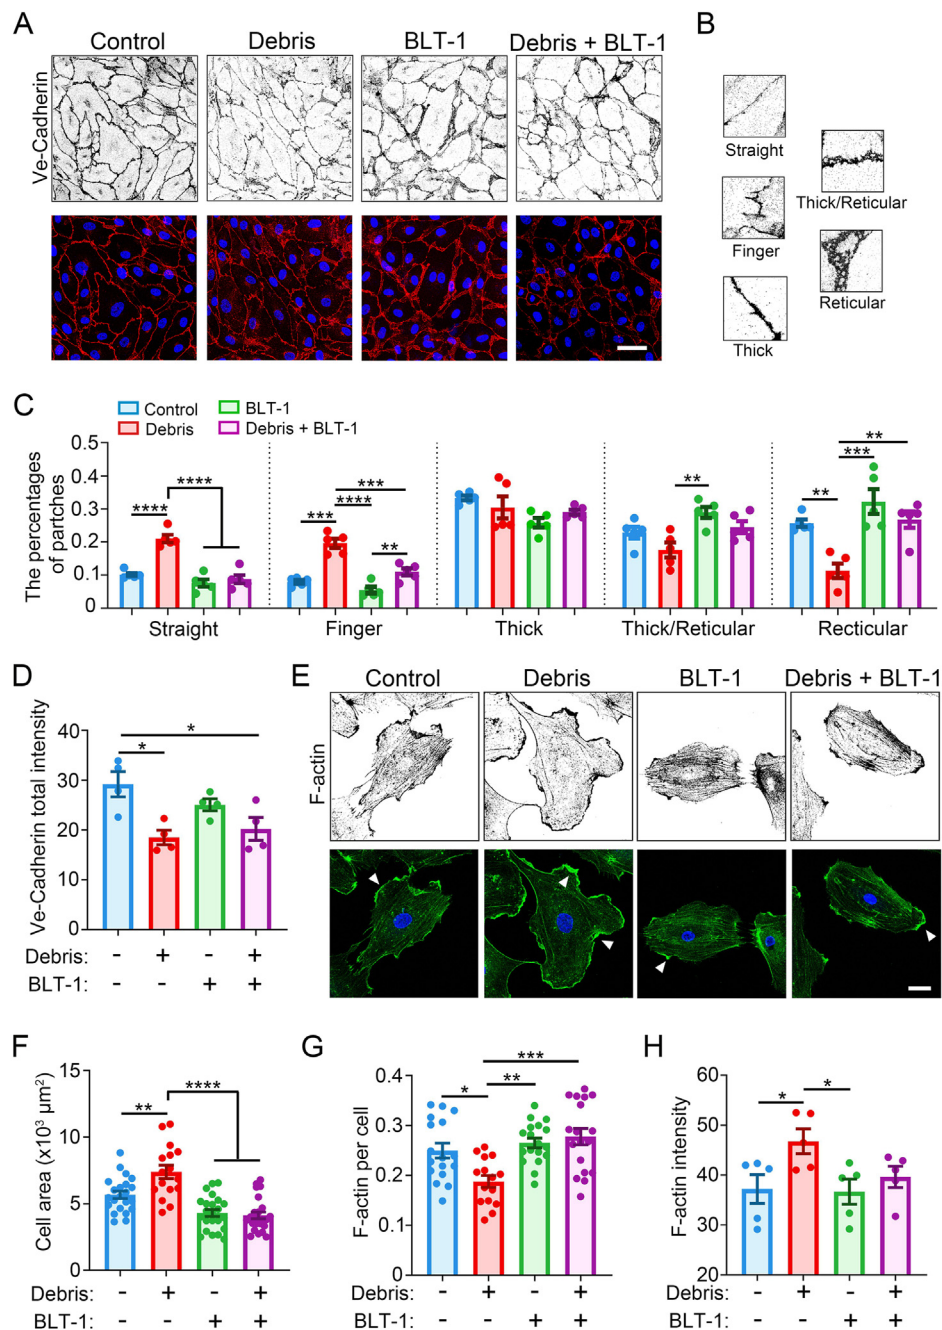 A
Control
Debris
BLT-1
Debris + BLT-1
Ve-Cadherin
B
Straight
Thick/Reticular
Finger
Reticular
Thick
C
Control
BLT-1
Debris
Debris + BLT-1
The percentages
of partches
0.5
0.4
0.3
0.2
0.1
0
****
****
***
****
***
**
**
**
***
**
Straight
Finger
Thick
Thick/Reticular
Recticular
D
Ve-Cadherin total intensity
40
30
20
10
0
*
*
Debris: - + - +
BLT-1: - - + +
E
Control
Debris
BLT-1
Debris + BLT-1
F-actin
F
Cell area (x10³ μm²)
15
10
5
0
**
****
Debris: - + - +
BLT-1: - - + +
G
F-actin per cell
0.4
0.3
0.2
0.1
0
*
**
***
Debris: - + - +
BLT-1: - - + +
H
F-actin intensity
60
50
40
30
20
*
*
Debris: - + - +
BLT-1: - - + +